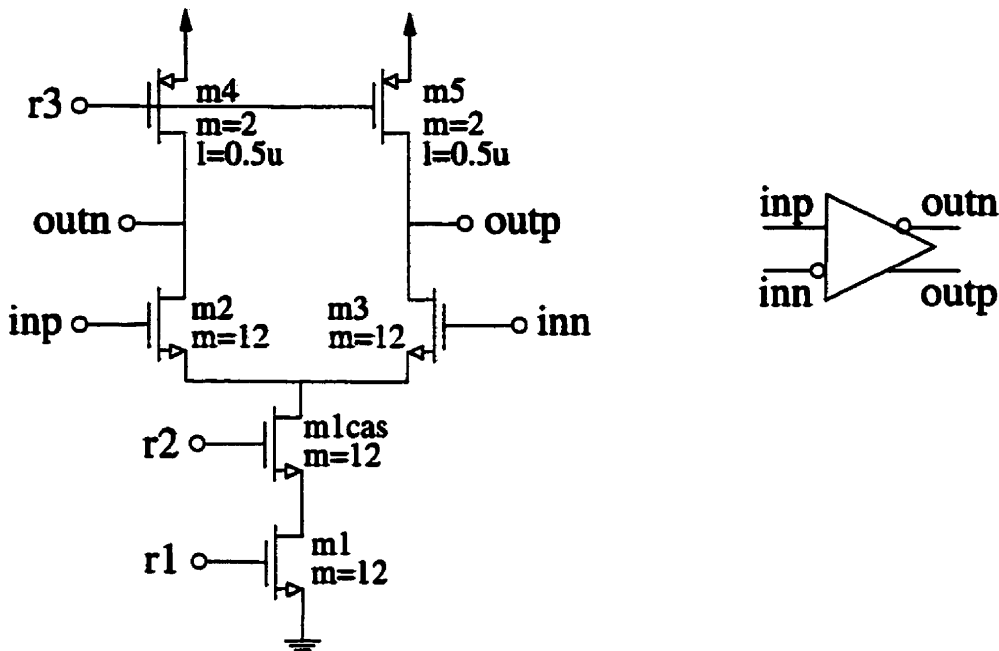 r3
m4
m=2
l=0.5u
m5
m=2
l=0.5u
outn
outp
inp
m2
m=12
m3
m=12
inn
r2
m1cas
m=12
r1
m1
m=12
inp
outn
inn
outp